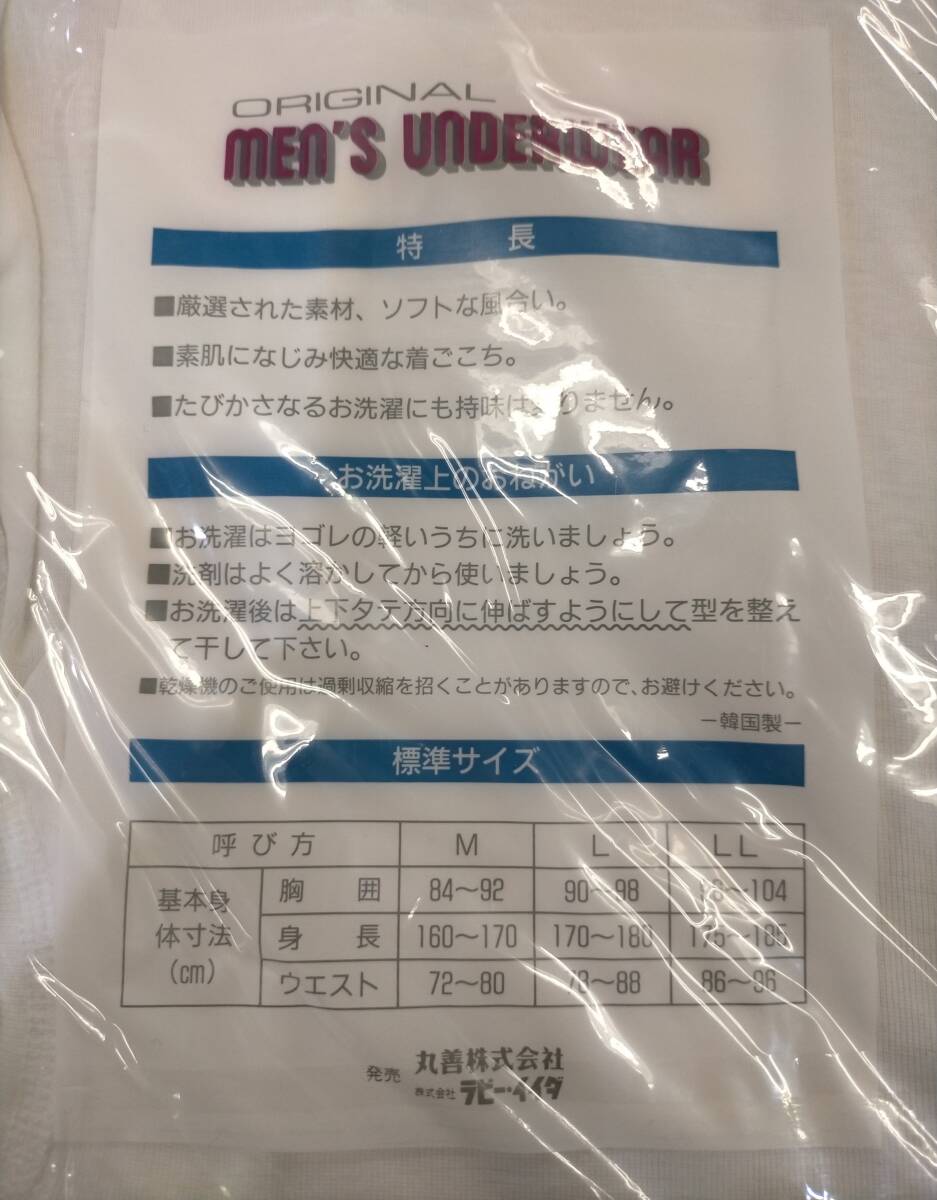 ORIGINAL
MEN'S UNDERWEAR
特長
■厳選された素材、ソフトな風合い。
■素肌になじみ快適な着ごこち。
■たびかさなるお洗濯にも持味は変りません。
お洗濯上のおねがい
■お洗濯はヨゴレの軽いうちに洗いましょう。
■洗剤はよく溶かしてから使いましょう。
■お洗濯後は上下タテ方向に伸ばすようにして型を整え
て干して下さい。
■乾燥機のご使用は過剰収縮を招くことがありますので、お避けください。
ー韓国製ー
標準サイズ
呼び方 M L LL
基本身体寸法(cm)
胸囲 84〜92 90〜98 96〜104
身長 160〜170 170〜180 175〜185
ウエスト 72〜80 78〜88 86〜96
発売 丸善株式会社
株式会社 ラビー・イイダ